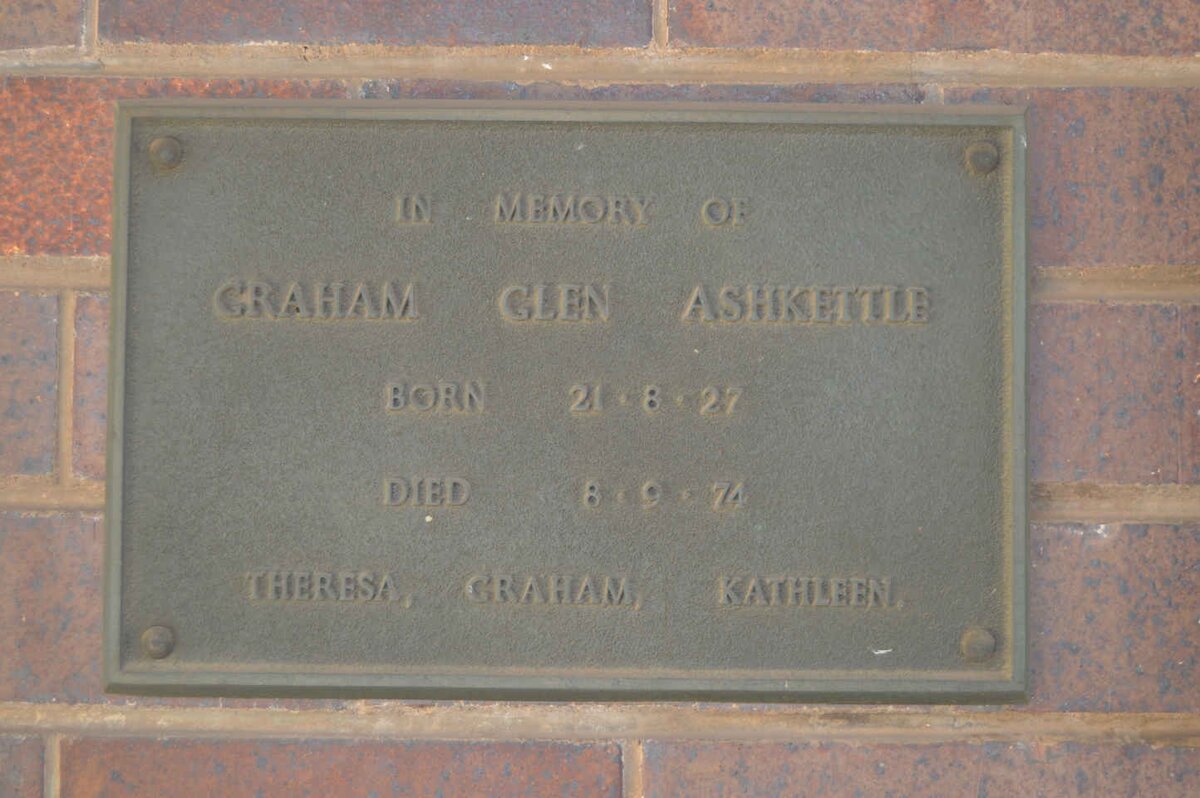 IN MEMORY OF
GRAHAM GLEN ASHKETTLE
BORN 21·8·27
DIED 8·9·74
THERESA, GRAHAM, KATHLEEN.